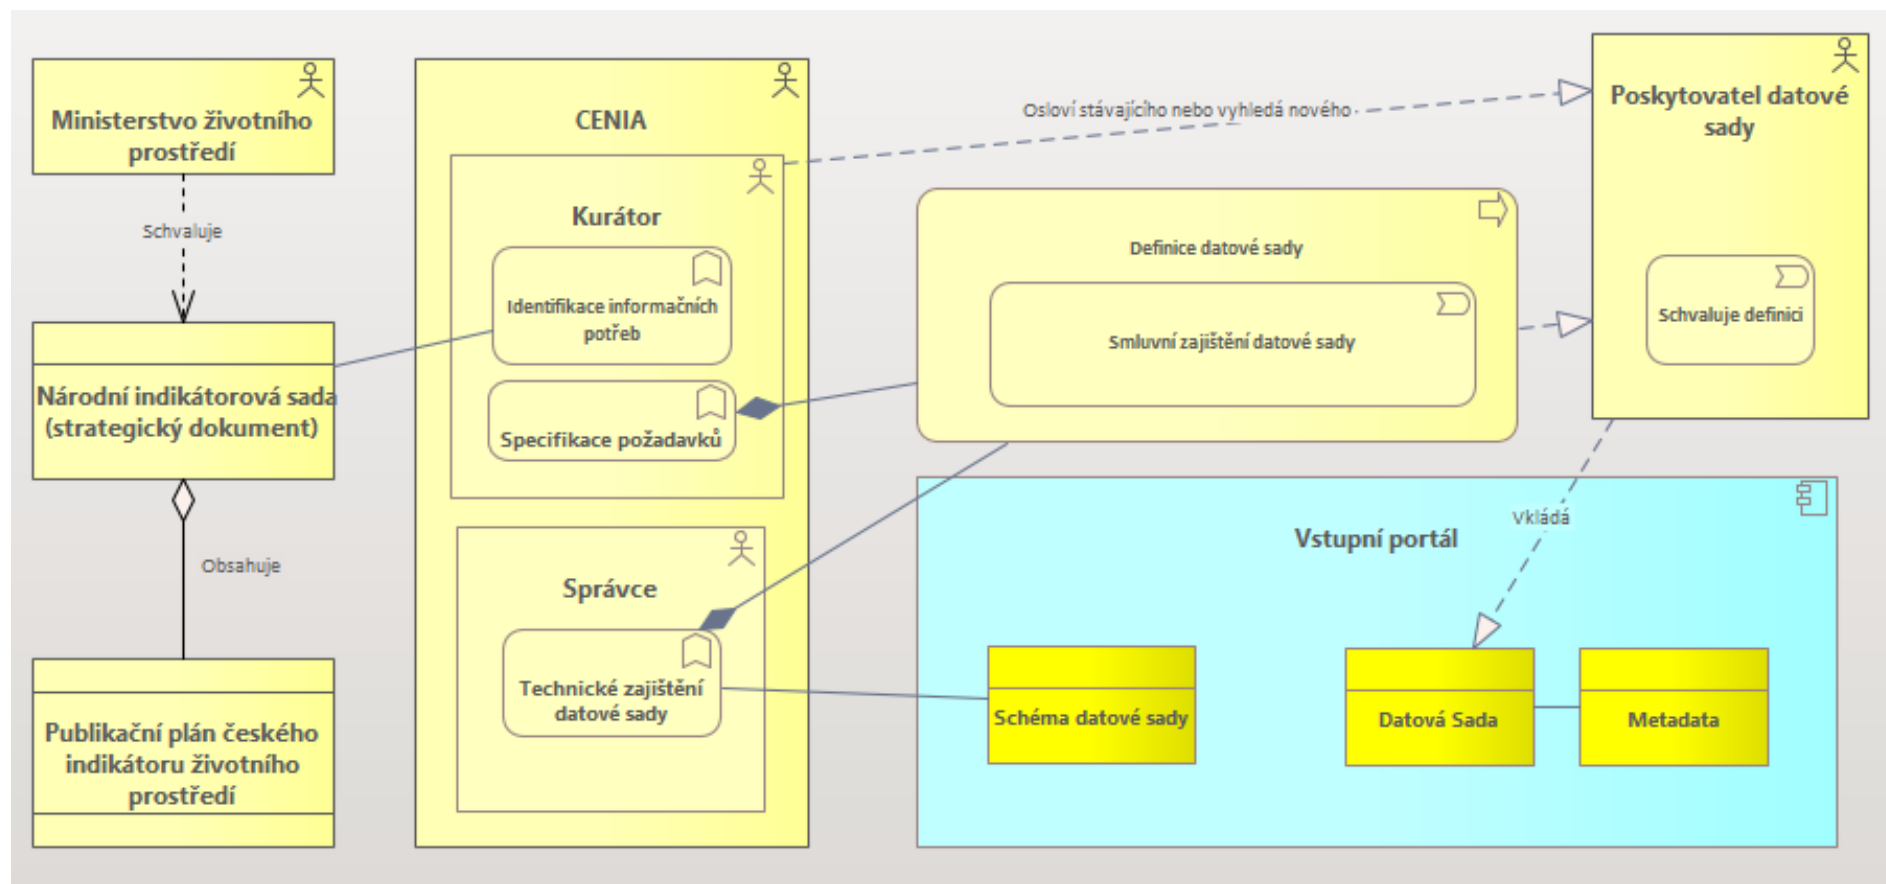 Ministerstvo životního
prostředí
Schvaluje
Národní indikátorová sada
(strategický dokument)
Obsahuje
Publikační plán českého
indikátoru životního
prostředí
CENIA
Kurátor
Identifikace informačních
potřeb
Specifikace požadavků
Správce
Technické zajištění
datové sady
Osloví stávajícího nebo vyhledá nového
Definice datové sady
Smluvní zajištění datové sady
Poskytovatel datové
sady
Schvaluje definici
Vkládá
Vstupní portál
Schéma datové sady
Datová Sada
Metadata